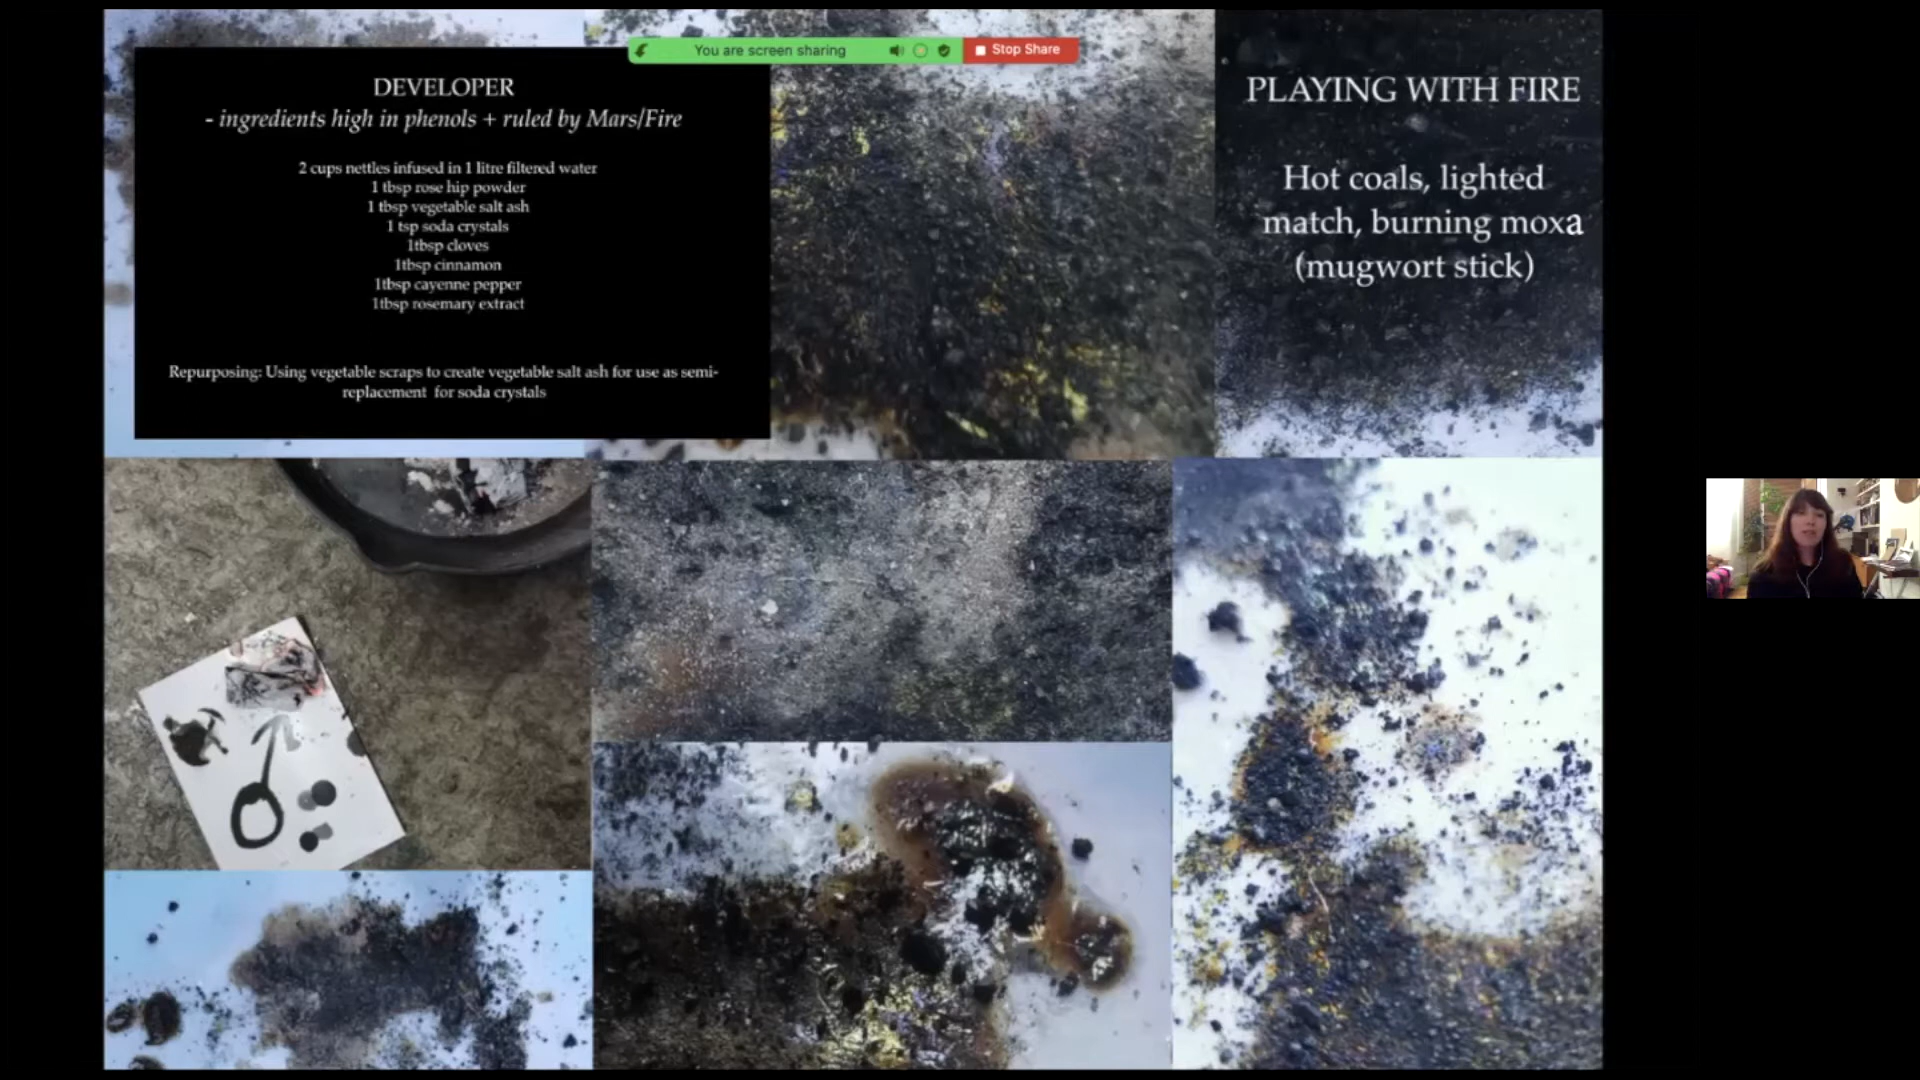 You are screen sharing
Stop Share
DEVELOPER
- ingredients high in phenols + ruled by Mars/Fire
2 cups nettles infused in 1 litre filtered water
1 tbsp rose hip powder
1 tbsp vegetable salt ash
1 tsp soda crystals
1tbsp cloves
1tbsp cinnamon
1tbsp cayenne pepper
1tbsp rosemary extract
Repurposing: Using vegetable scraps to create vegetable salt ash for use as semi-
replacement for soda crystals
PLAYING WITH FIRE
Hot coals, lighted
match, burning moxa
(mugwort stick)